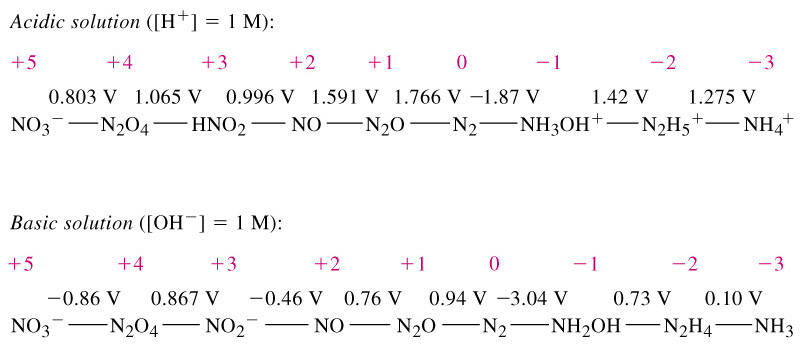 Acidic solution ([H⁺] = 1 M):
+5 +4 +3 +2 +1 0 −1 −2 −3
0.803 V 1.065 V 0.996 V 1.591 V 1.766 V −1.87 V 1.42 V 1.275 V
NO₃⁻ — N₂O₄ — HNO₂ — NO — N₂O — N₂ — NH₃OH⁺ — N₂H₅⁺ — NH₄⁺
Basic solution ([OH⁻] = 1 M):
+5 +4 +3 +2 +1 0 −1 −2 −3
−0.86 V 0.867 V −0.46 V 0.76 V 0.94 V −3.04 V 0.73 V 0.10 V
NO₃⁻ — N₂O₄ — NO₂⁻ — NO — N₂O — N₂ — NH₂OH — N₂H₄ — NH₃